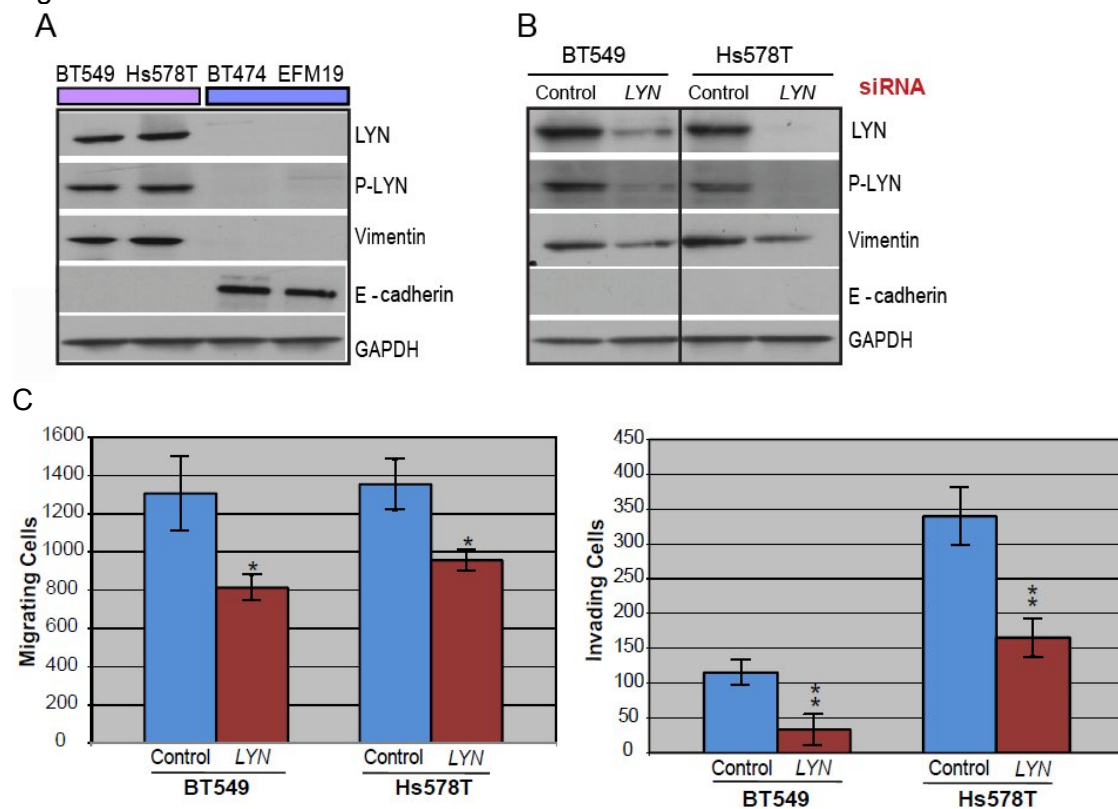 A
BT549 Hs578T BT474 EFM19
LYN
P-LYN
Vimentin
E - cadherin
GAPDH
B
BT549 Hs578T
Control LYN Control LYN siRNA
LYN
P-LYN
Vimentin
E - cadherin
GAPDH
C
Migrating Cells
1600
1400
1200
1000
800
600
400
200
0
* *
Control LYN Control LYN
BT549 Hs578T
Invading Cells
450
400
350
300
250
200
150
100
50
0
** **
Control LYN Control LYN
BT549 Hs578T